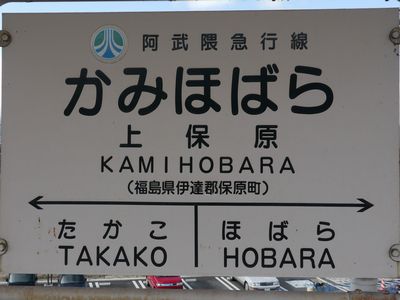 阿武隈急行線
かみほばら
上保原
KAMIHOBARA
(福島県伊達郡保原町)
たかこ ほばら
TAKAKO HOBARA